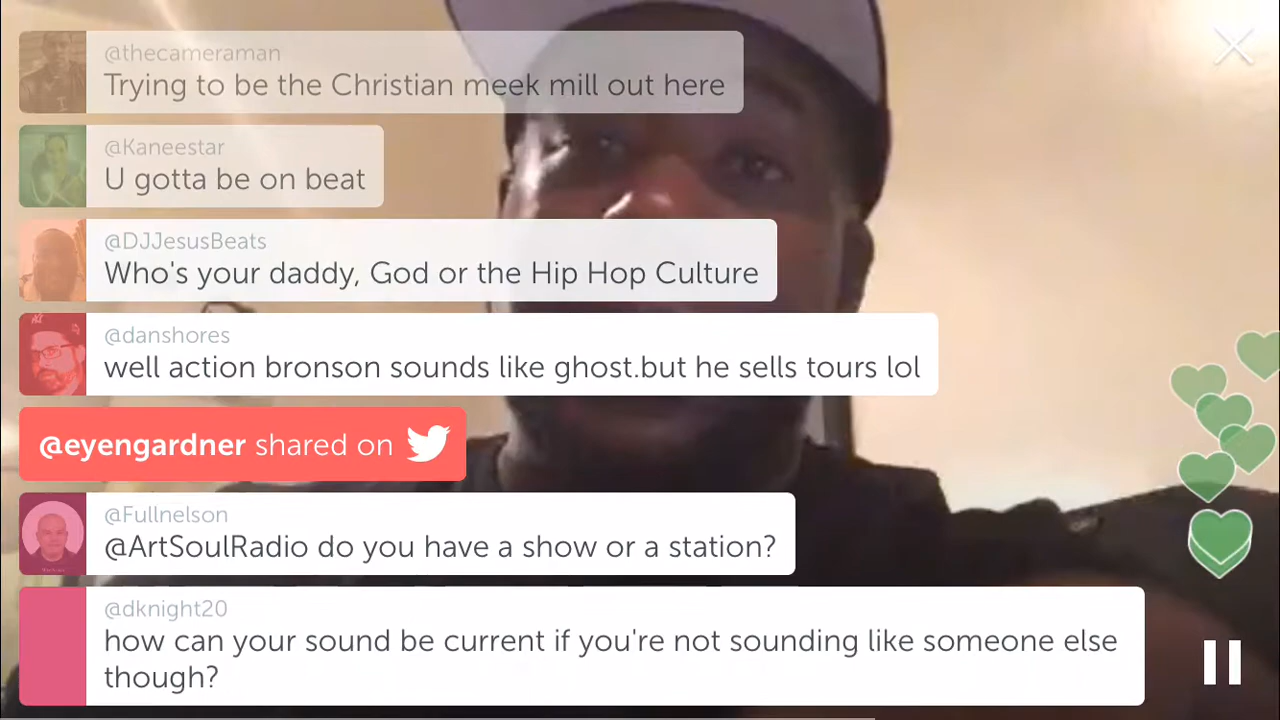 @thecameraman
Trying to be the Christian meek mill out here
@Kaneestar
U gotta be on beat
@DJJesusBeats
Who's your daddy, God or the Hip Hop Culture
@danshores
well action bronson sounds like ghost.but he sells tours lol
@eyengardner shared on
@Fullnelson
@ArtSoulRadio do you have a show or a station?
@dknight20
how can your sound be current if you're not sounding like someone else
though?